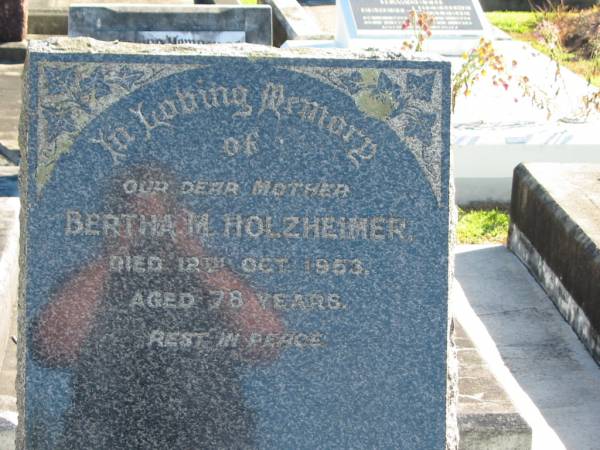 In Loving Memory
of
OUR DEAR MOTHER
BERTHA M. HOLZHEIMER.
DIED 12TH OCT. 1953.
AGED 78 YEARS.
REST IN PEACE